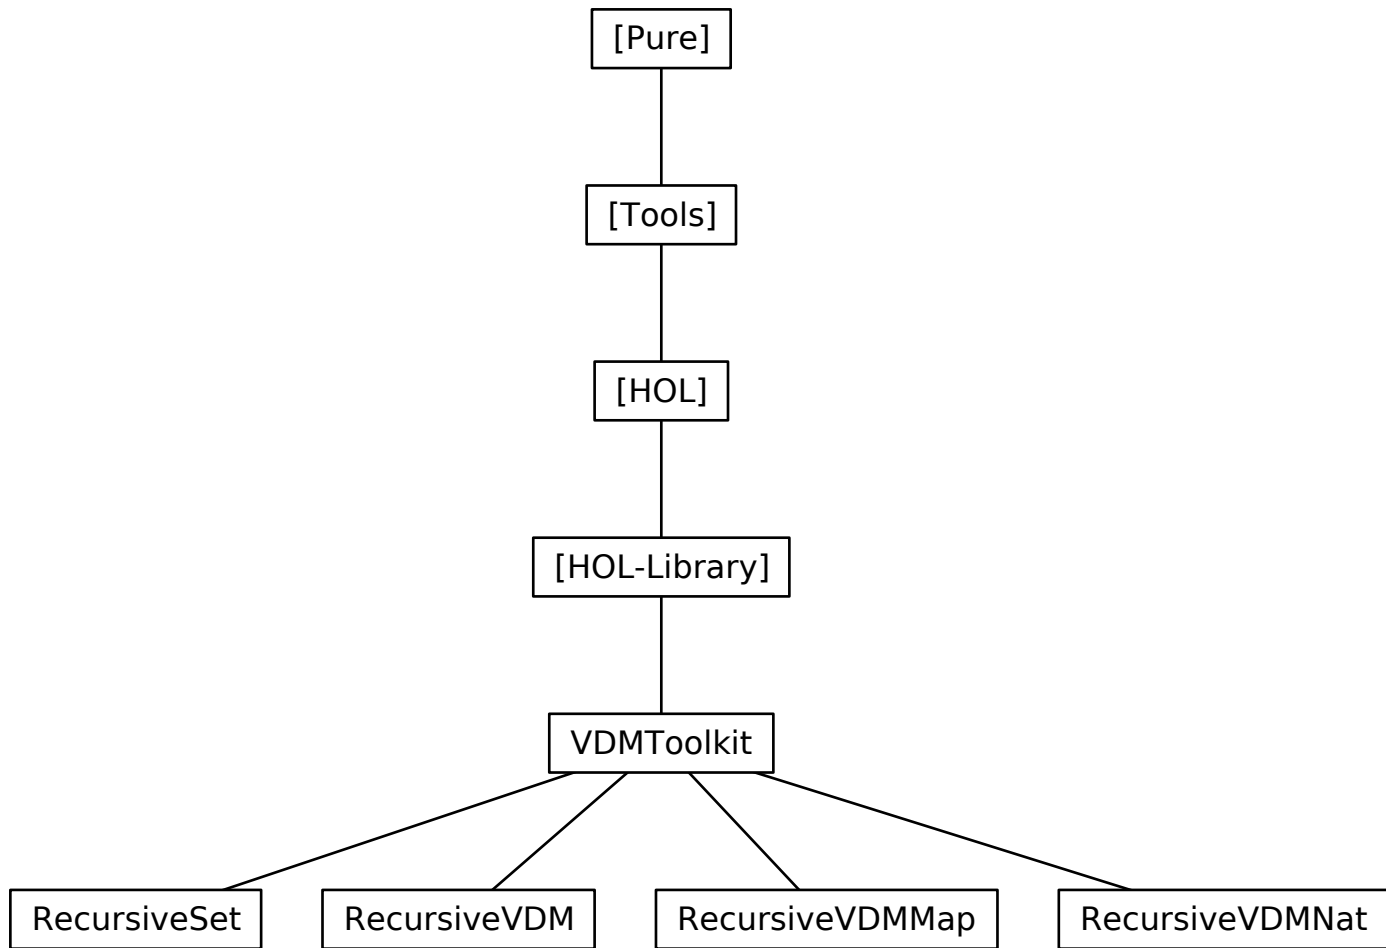 [Pure]
[Tools]
[HOL]
[HOL-Library]
VDMToolkit
RecursiveSet
RecursiveVDM
RecursiveVDMMap
RecursiveVDMNat